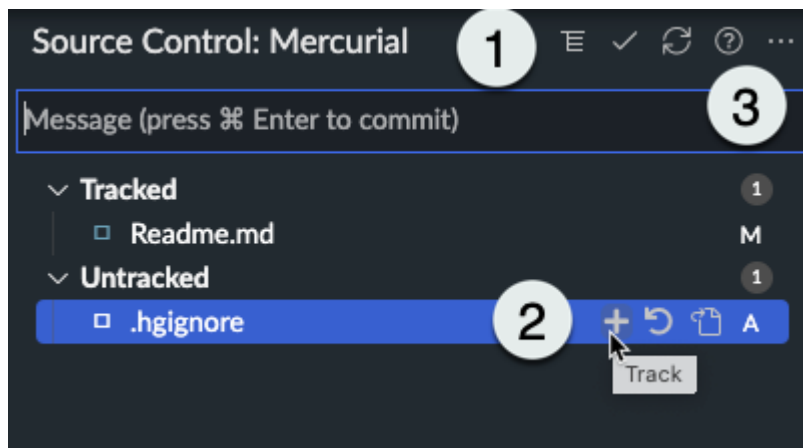 Source Control: Mercurial 1 ?
Message (press ⌘ Enter to commit) 3
Tracked 1
Readme.md M
Untracked 1
.hgignore 2 A
Track